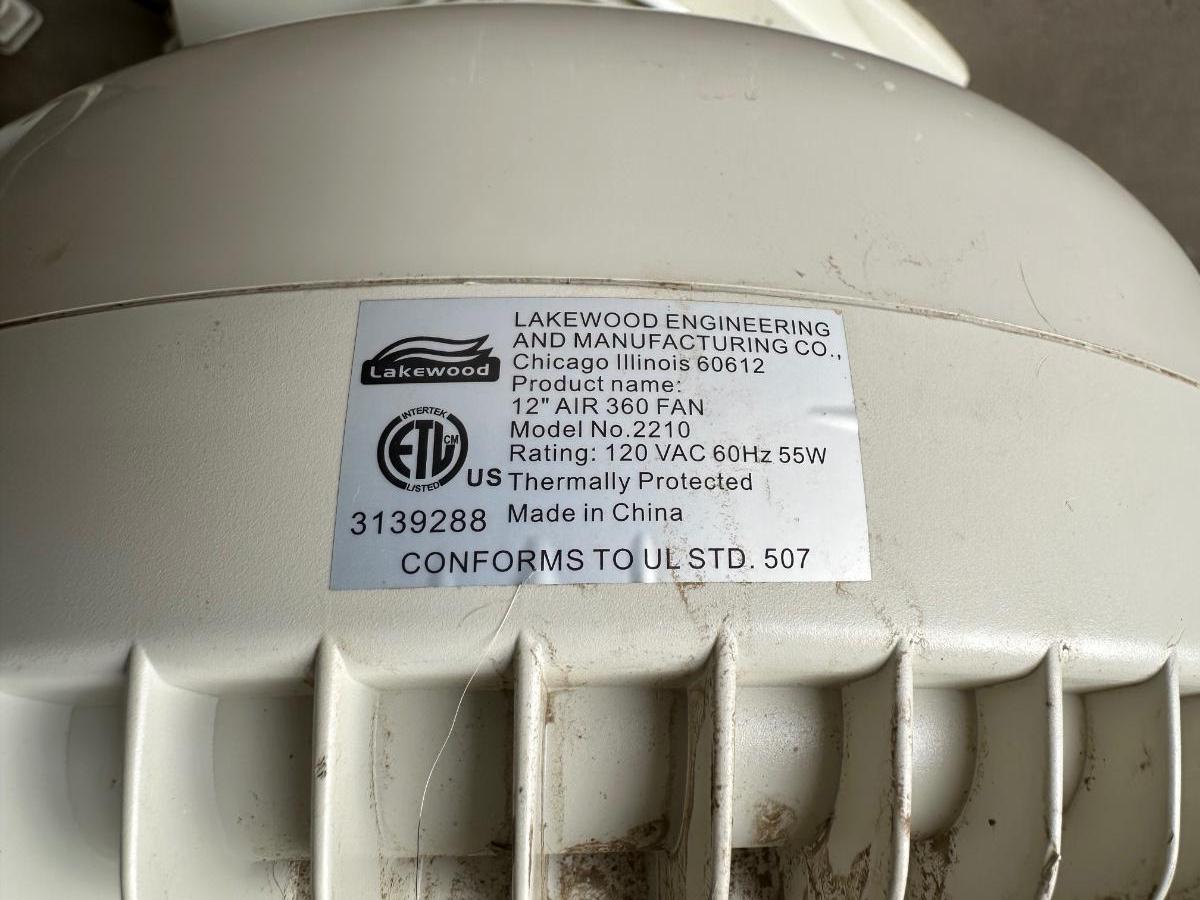 Lakewood
LAKEWOOD ENGINEERING
AND MANUFACTURING CO.,
Chicago Illinois 60612
Product name:
12" AIR 360 FAN
Model No.2210
Rating: 120 VAC 60Hz 55W
Thermally Protected
Made in China
INTERTEK
ETL CM
LISTED
US
3139288
CONFORMS TO UL STD. 507